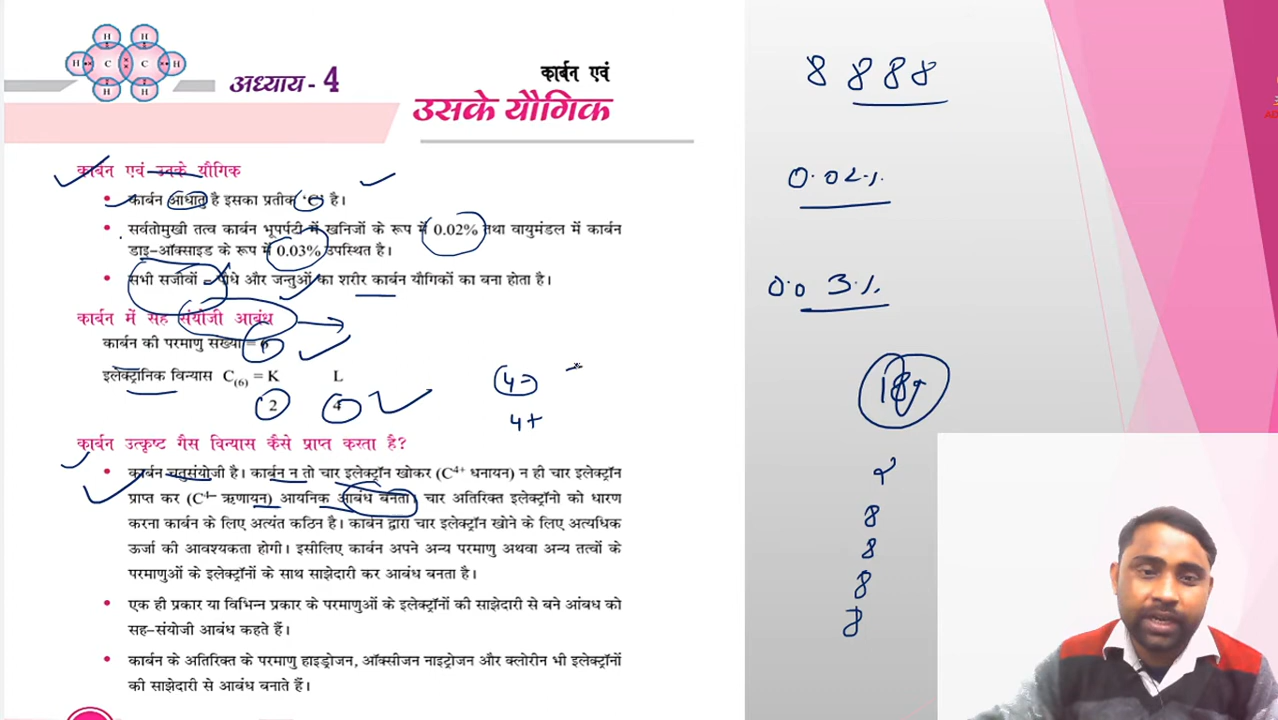 H H
H C C H
H H
अध्याय - 4
कार्बन एवं
उसके यौगिक
कार्बन एवं उनके यौगिक
• कार्बन आधातु है इसका प्रतीक ‘C’ है।
• सर्वतोमुखी तत्व कार्बन भूपर्पटी में खनिजों के रूप में 0.02% तथा वायुमंडल में कार्बन
डाइ–ऑक्साइड के रूप में 0.03% उपस्थित है।
• सभी सजीवों – पौधे और जन्तुओं का शरीर कार्बन यौगिकों का बना होता है।
कार्बन में सह संयोजी आबंध
कार्बन की परमाणु संख्या = 6
इलेक्ट्रानिक विन्यास C(6) = K L
2 4
कार्बन उत्कृष्ट गैस विन्यास कैसे प्राप्त करता है?
• कार्बन चतुसंयोजी है। कार्बन न तो चार इलेक्ट्रॉन खोकर (C4+ धनायन) न ही चार इलेक्ट्रॉन
प्राप्त कर (C4– ऋणायन) आयनिक आबंध बनता। चार अतिरिक्त इलेक्ट्रॉनो को धारण
करना कार्बन के लिए अत्यंत कठिन है। कार्बन द्वारा चार इलेक्ट्रॉन खोने के लिए अत्यधिक
ऊर्जा की आवश्यकता होगी। इसीलिए कार्बन अपने अन्य परमाणु अथवा अन्य तत्वों के
परमाणुओं के इलेक्ट्रॉनों के साथ साझेदारी कर आबंध बनता है।
• एक ही प्रकार या विभिन्न प्रकार के परमाणुओं के इलेक्ट्रॉनों की साझेदारी से बने आंबध को
सह–संयोजी आबंध कहते हैं।
• कार्बन के अतिरिक्त के परमाणु हाइड्रोजन, ऑक्सीजन नाइट्रोजन और क्लोरीन भी इलेक्ट्रॉनों
की साझेदारी से आबंध बनाते हैं।
4-
4+
8 8 8 8
0.02%
0.03%
8
8
8
8